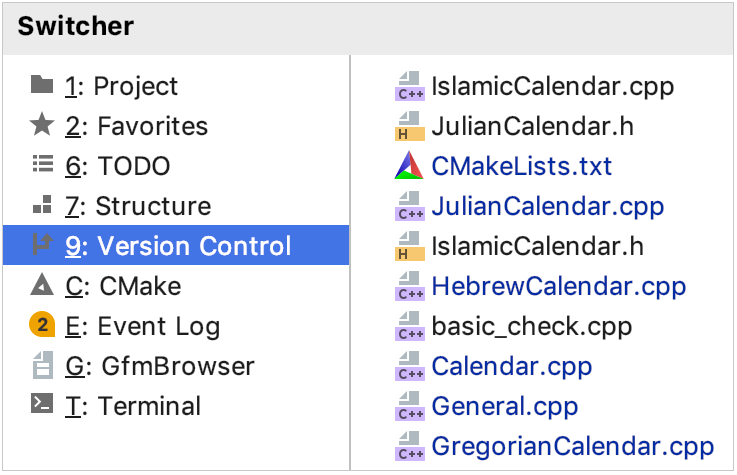 Switcher
1: Project
2: Favorites
6: TODO
7: Structure
9: Version Control
C: CMake
2 E: Event Log
G: GfmBrowser
T: Terminal
C++ IslamicCalendar.cpp
H JulianCalendar.h
CMakeLists.txt
C++ JulianCalendar.cpp
H IslamicCalendar.h
C++ HebrewCalendar.cpp
C++ basic_check.cpp
C++ Calendar.cpp
C++ General.cpp
C++ GregorianCalendar.cpp